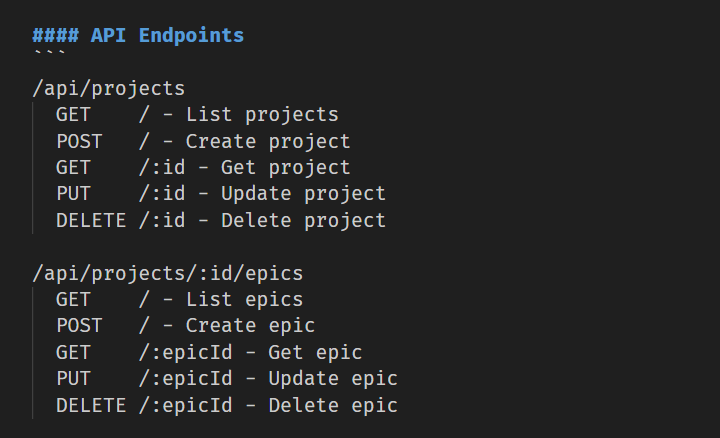 #### API Endpoints
```
/api/projects
  GET    / - List projects
  POST   / - Create project
  GET    /:id - Get project
  PUT    /:id - Update project
  DELETE /:id - Delete project

/api/projects/:id/epics
  GET    / - List epics
  POST   / - Create epic
  GET    /:epicId - Get epic
  PUT    /:epicId - Update epic
  DELETE /:epicId - Delete epic